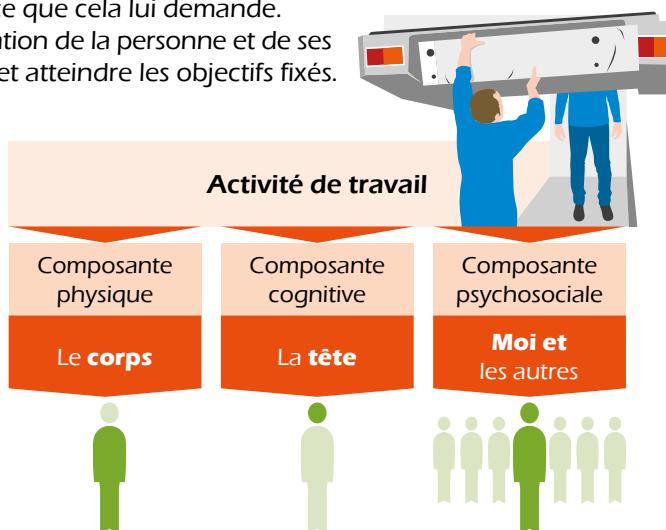 ce que cela lui demande.
ation de la personne et de ses
et atteindre les objectifs fixés.
Activité de travail
Composante
physique
Composante
cognitive
Composante
psychosociale
Le corps
La tête
Moi et
les autres